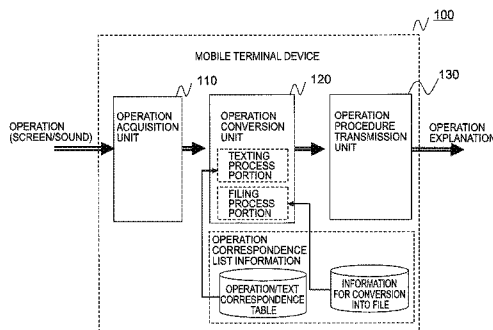 100
MOBILE TERMINAL DEVICE
110
120
130
OPERATION
(SCREEN/SOUND)
OPERATION
ACQUISITION
UNIT
OPERATION
CONVERSION
UNIT
TEXTING
PROCESS
PORTION
FILING
PROCESS
PORTION
OPERATION
PROCEDURE
TRANSMISSION
UNIT
OPERATION
EXPLANATION
OPERATION
CORRESPONDENCE
LIST INFORMATION
OPERATION/TEXT
CORRESPONDENCE
TABLE
INFORMATION
FOR CONVERSION
INTO FILE